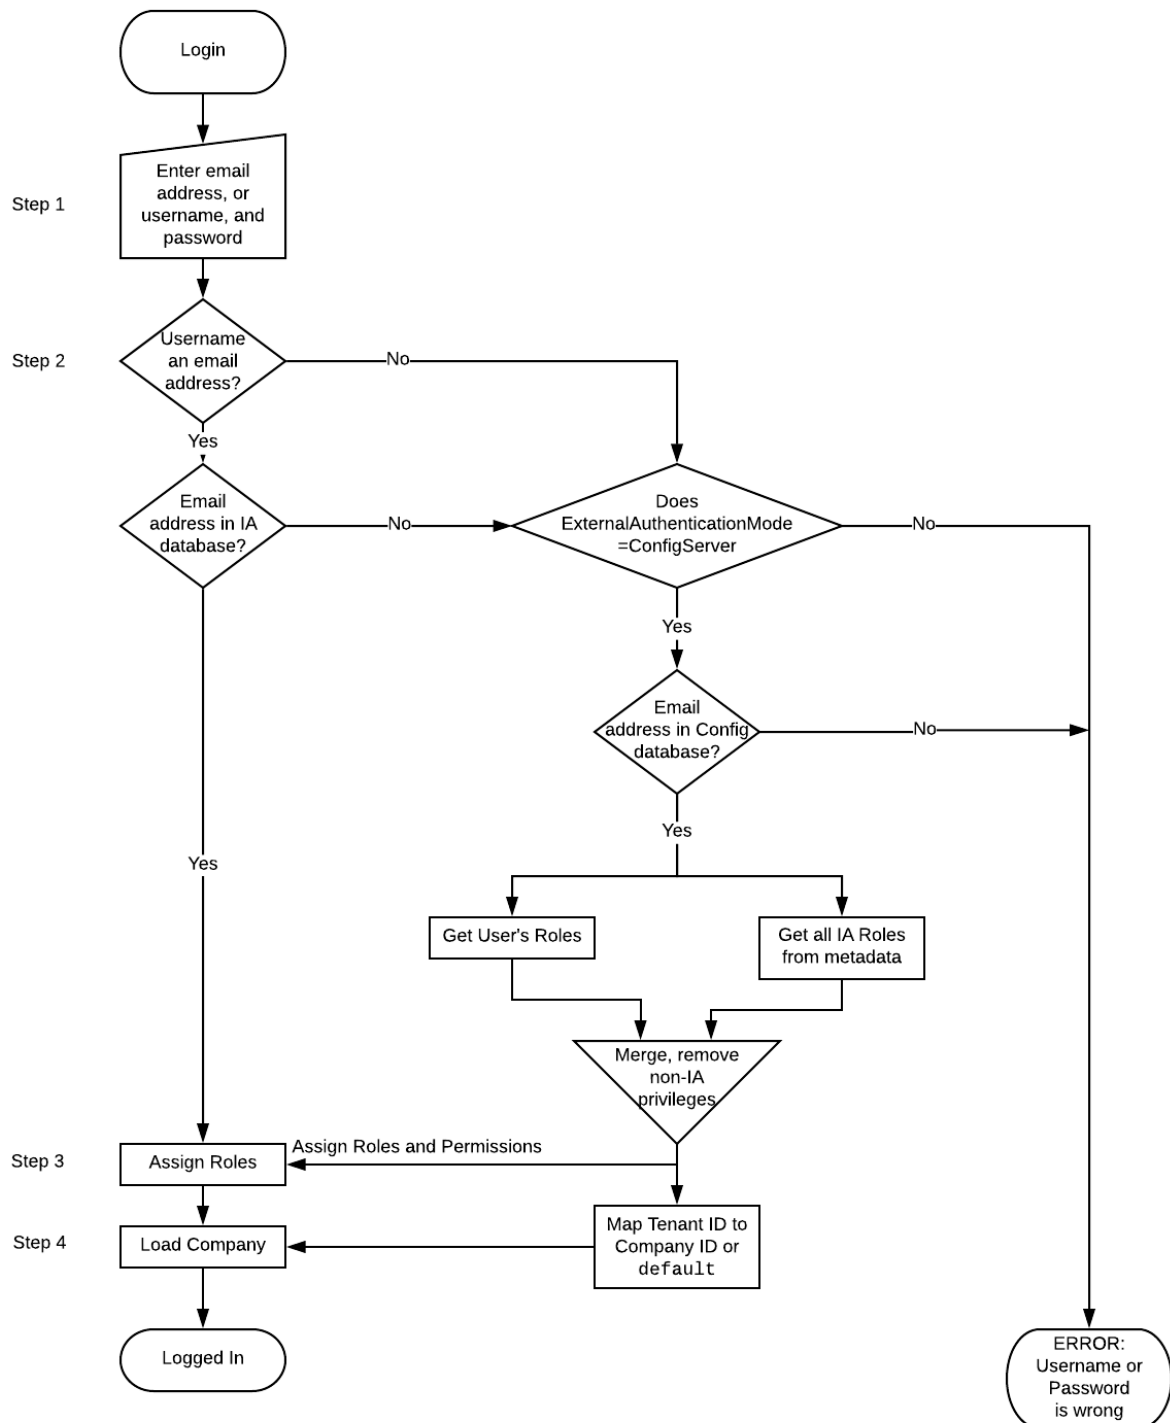 Login
Step 1
Enter email
address, or
username, and
password
Step 2
Username
an email
address?
No
Yes
Email
address in IA
database?
No
Does
ExternalAuthenticationMode
=ConfigServer
No
Yes
Email
address in Config
database?
No
Yes
Yes
Get User's Roles
Get all IA Roles
from metadata
Merge, remove
non-IA
privileges
Step 3
Assign Roles
Assign Roles and Permissions
Step 4
Load Company
Map Tenant ID to
Company ID or
default
Logged In
ERROR:
Username or
Password
is wrong